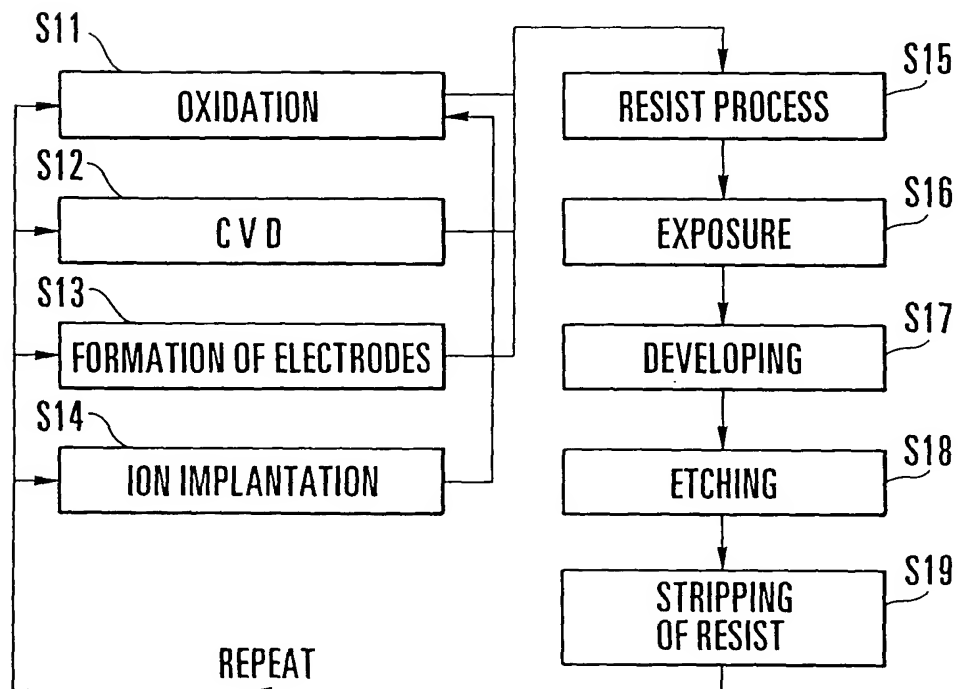 S11
OXIDATION
S12
C V D
S13
FORMATION OF ELECTRODES
S14
ION IMPLANTATION
S15
RESIST PROCESS
S16
EXPOSURE
S17
DEVELOPING
S18
ETCHING
S19
STRIPPING
OF RESIST
REPEAT